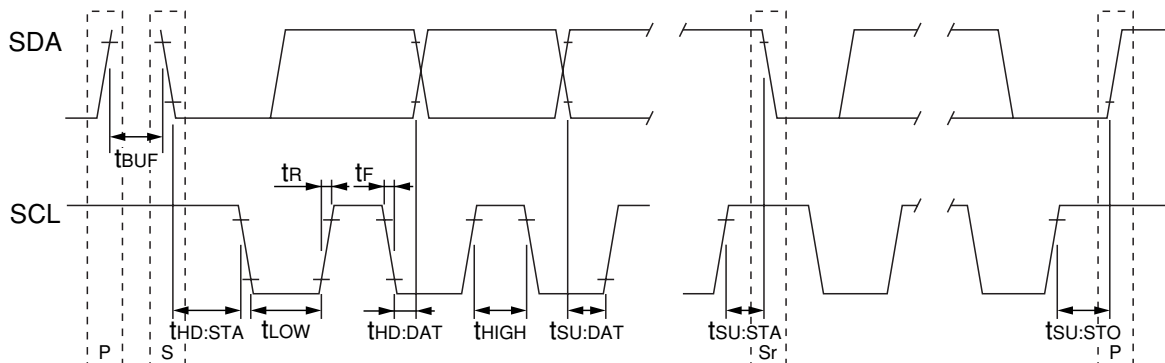 SDA
tBUF
tR
tF
SCL
tHD:STA
tLOW
tHD:DAT
tHIGH
tSU:DAT
tSU:STA
tSU:STO
P
S
Sr
P